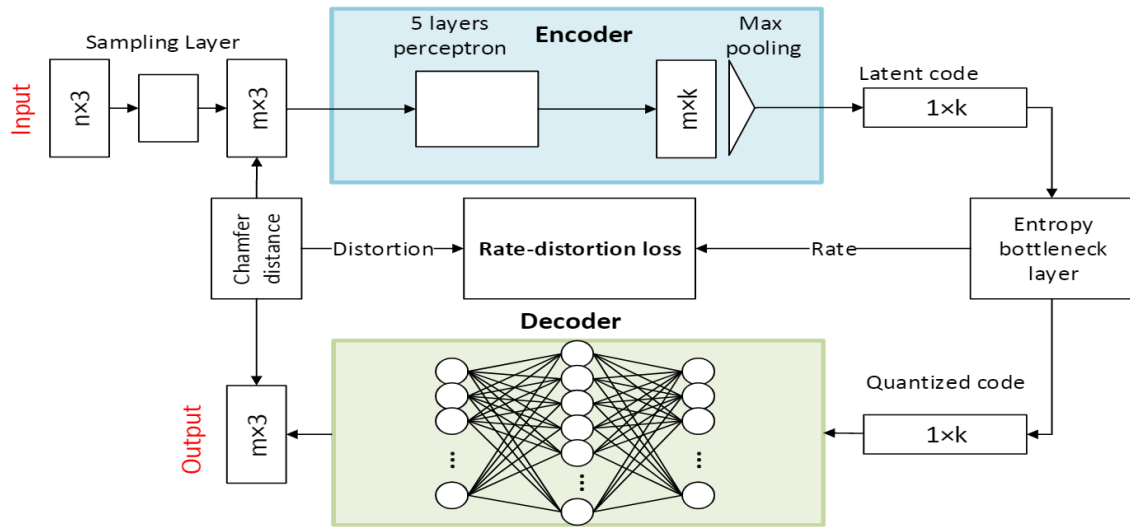 5 layers
perceptron
Encoder
Max
pooling
Sampling Layer
Input
n×3
m×3
m×k
Latent code
1×k
Chamfer
distance
Distortion
Rate-distortion loss
Rate
Entropy
bottleneck
layer
Decoder
Output
m×3
...
...
...
Quantized code
1×k